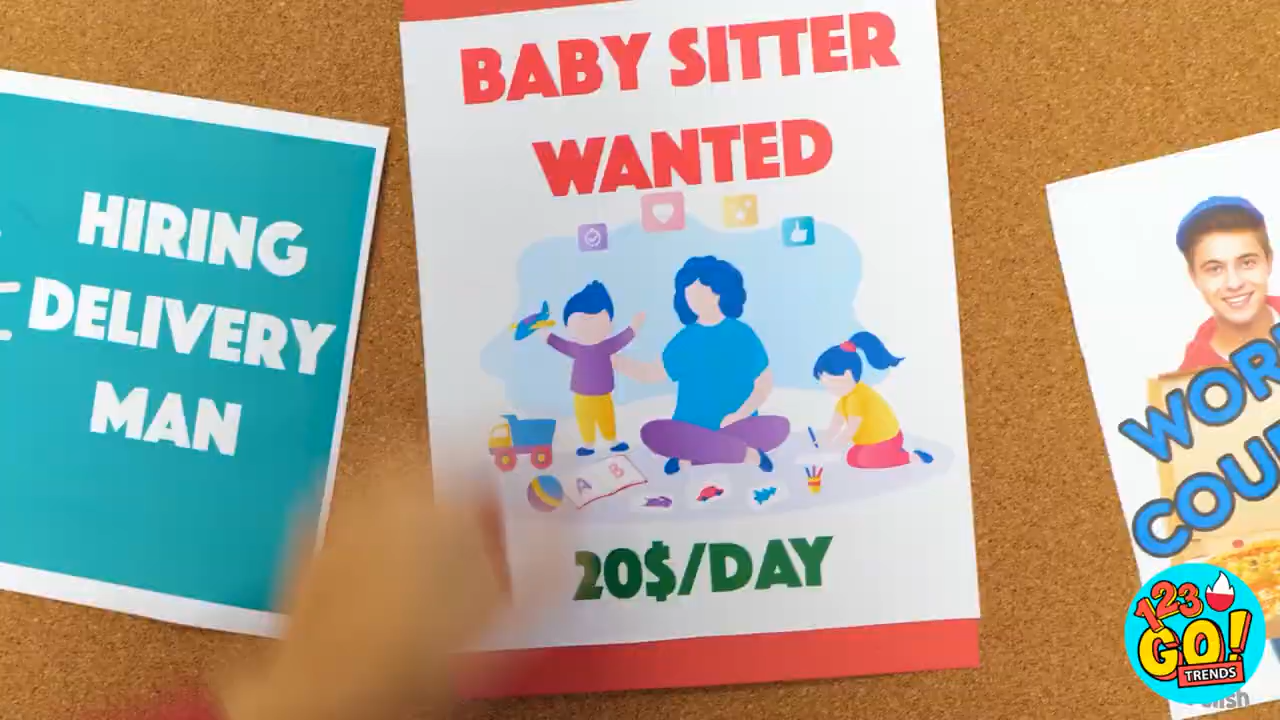 HIRING
DELIVERY
MAN
BABY SITTER
WANTED
A B
20$/DAY
123
GO!
TRENDS